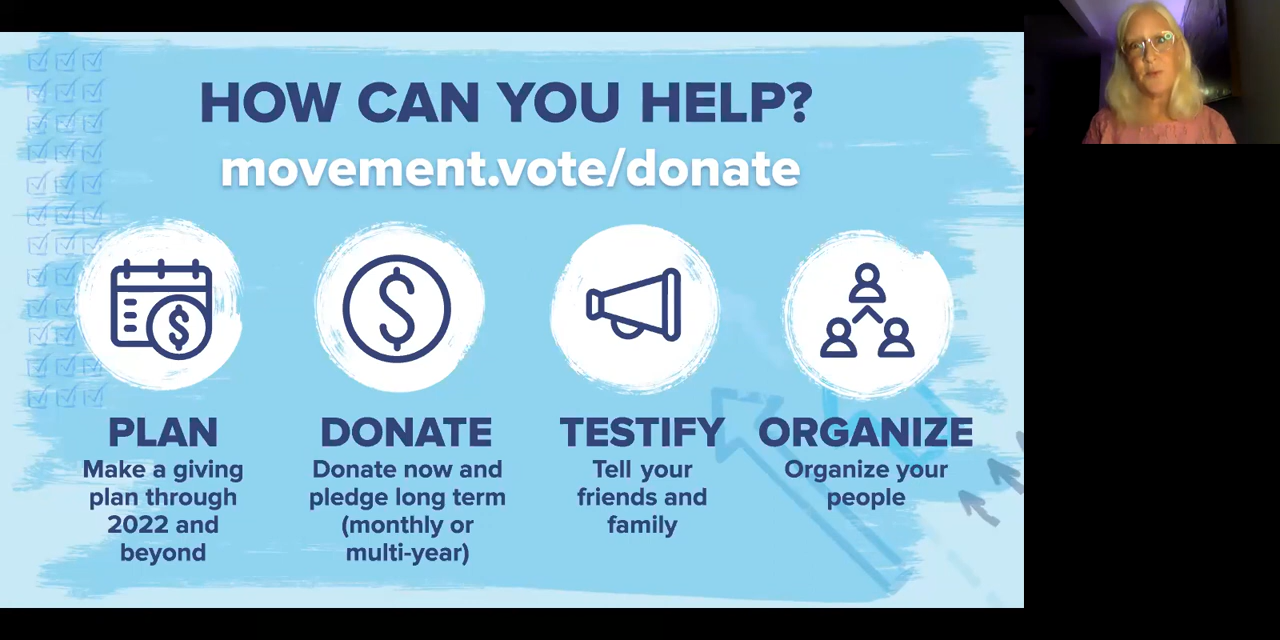 HOW CAN YOU HELP?
movement.vote/donate
PLAN
Make a giving
plan through
2022 and
beyond
DONATE
Donate now and
pledge long term
(monthly or
multi-year)
TESTIFY
Tell your
friends and
family
ORGANIZE
Organize your
people